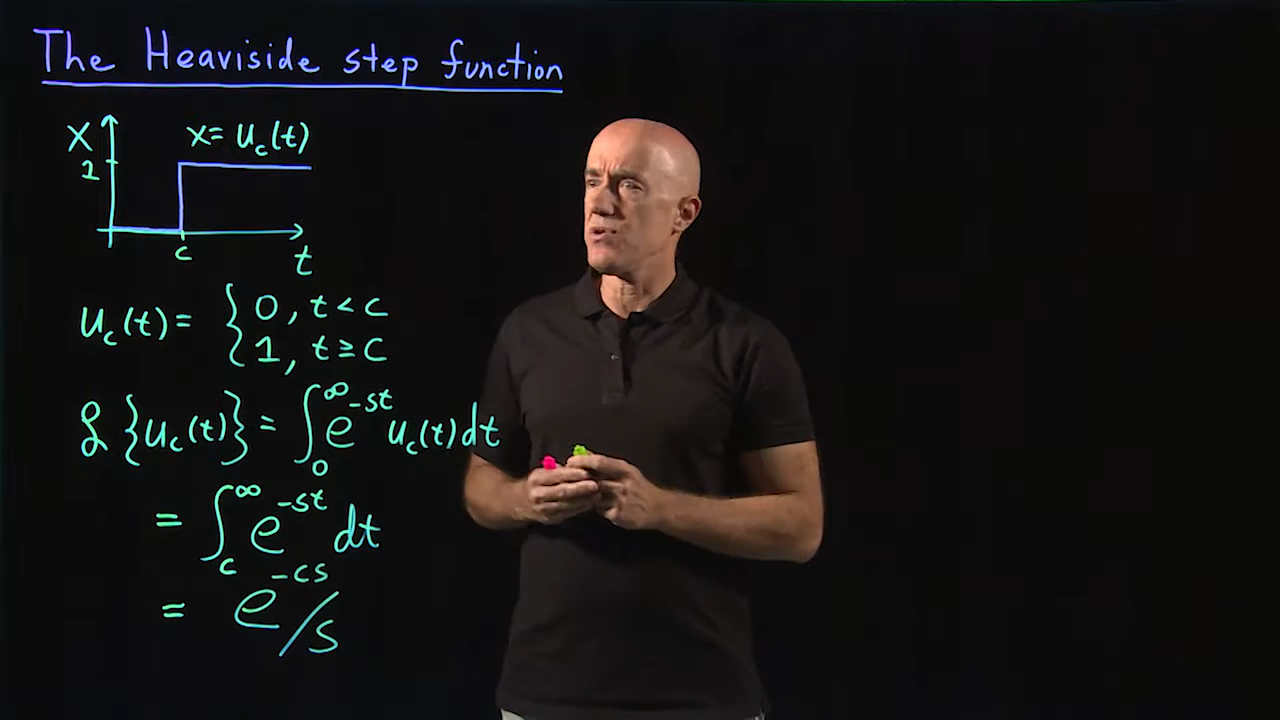 The Heaviside step function
X
x= u_c(t)
1
c
t
u_c(t) = { 0, t < c
{ 1, t ≥ c
ℒ {u_c(t)} = ∫_0^∞ e^{-st} u_c(t) dt
= ∫_c^∞ e^{-st} dt
= e^{-cs}/s